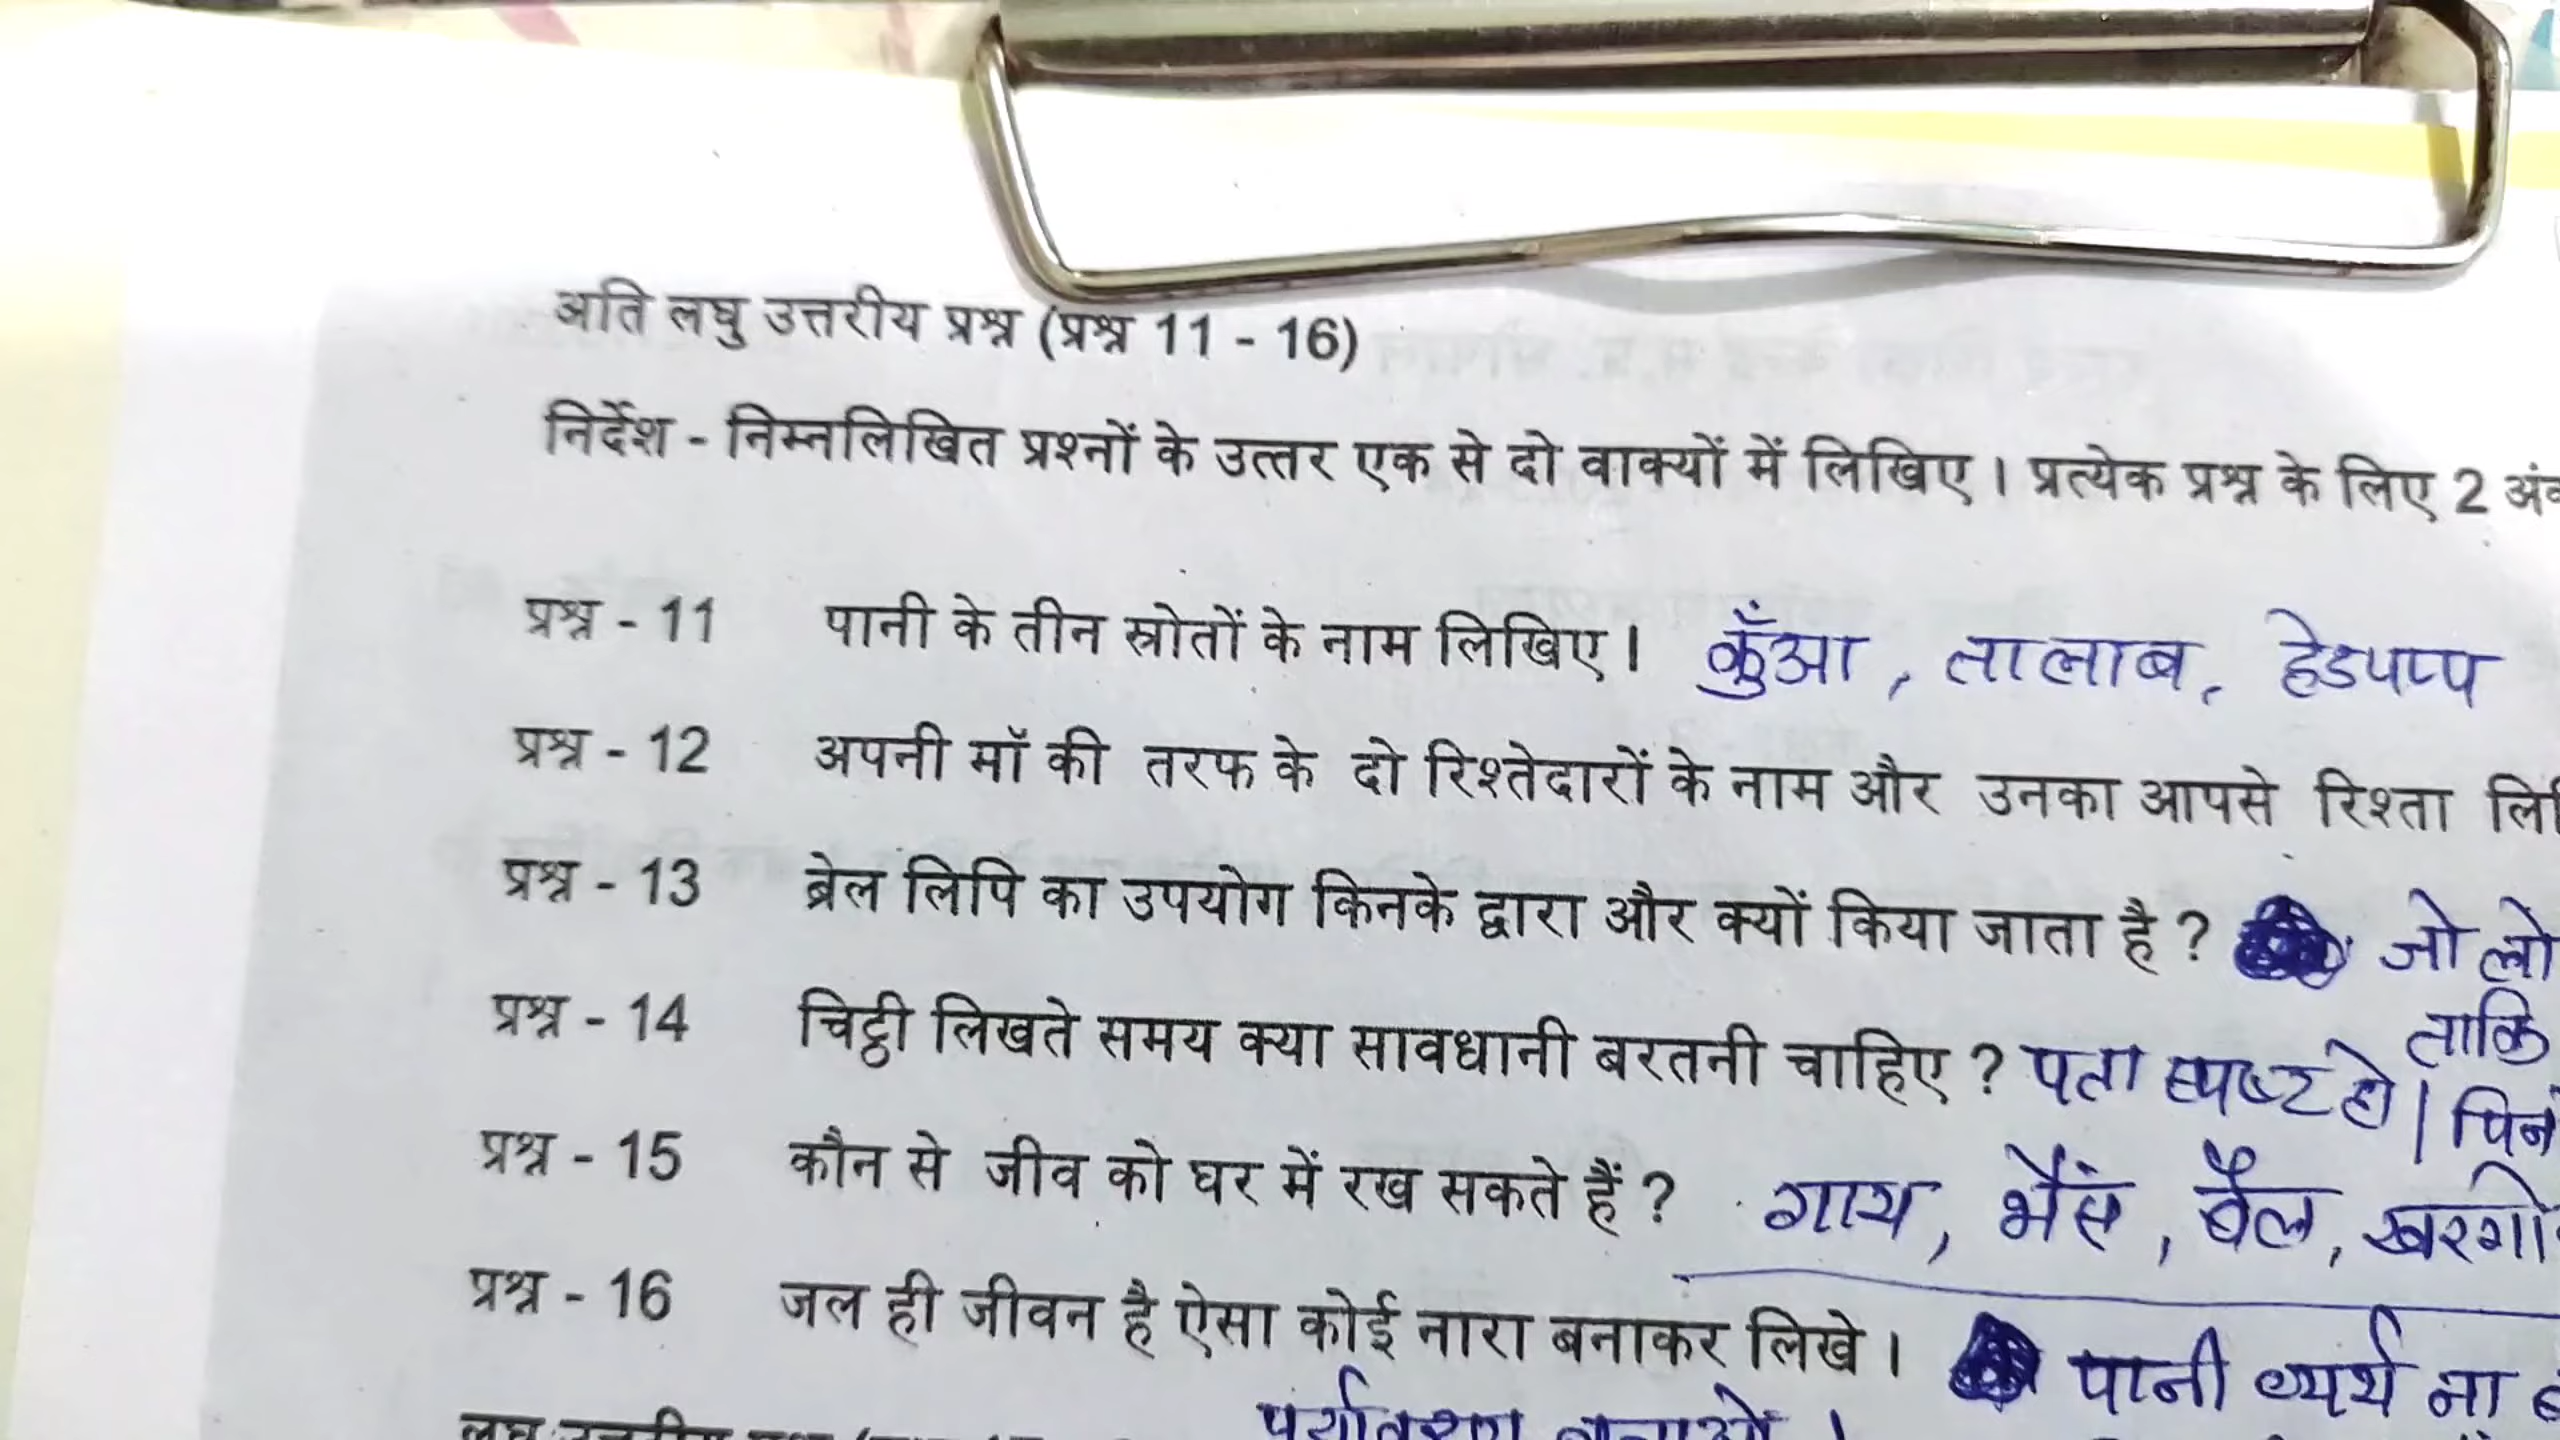 अति लघु उत्तरीय प्रश्न (प्रश्न 11 - 16)
निर्देश - निम्नलिखित प्रश्नों के उत्तर एक से दो वाक्यों में लिखिए। प्रत्येक प्रश्न के लिए 2
प्रश्न - 11 पानी के तीन स्रोतों के नाम लिखिए। कुँआ, तालाब, हेडपम्प
प्रश्न - 12 अपनी मॉ की तरफ के दो रिश्तेदारों के नाम और उनका आपसे रिश्ता
प्रश्न - 13 ब्रेल लिपि का उपयोग किनके द्वारा और क्यों किया जाता है ? जो
ताकि
प्रश्न - 14 चिट्ठी लिखते समय क्या सावधानी बरतनी चाहिए ? पता स्पष्ट हो।
प्रश्न - 15 कौन से जीव को घर में रख सकते हैं ? गाय, भैंस, बैल,
प्रश्न - 16 जल ही जीवन है ऐसा कोई नारा बनाकर लिखे। पानी व्यर्थ ना